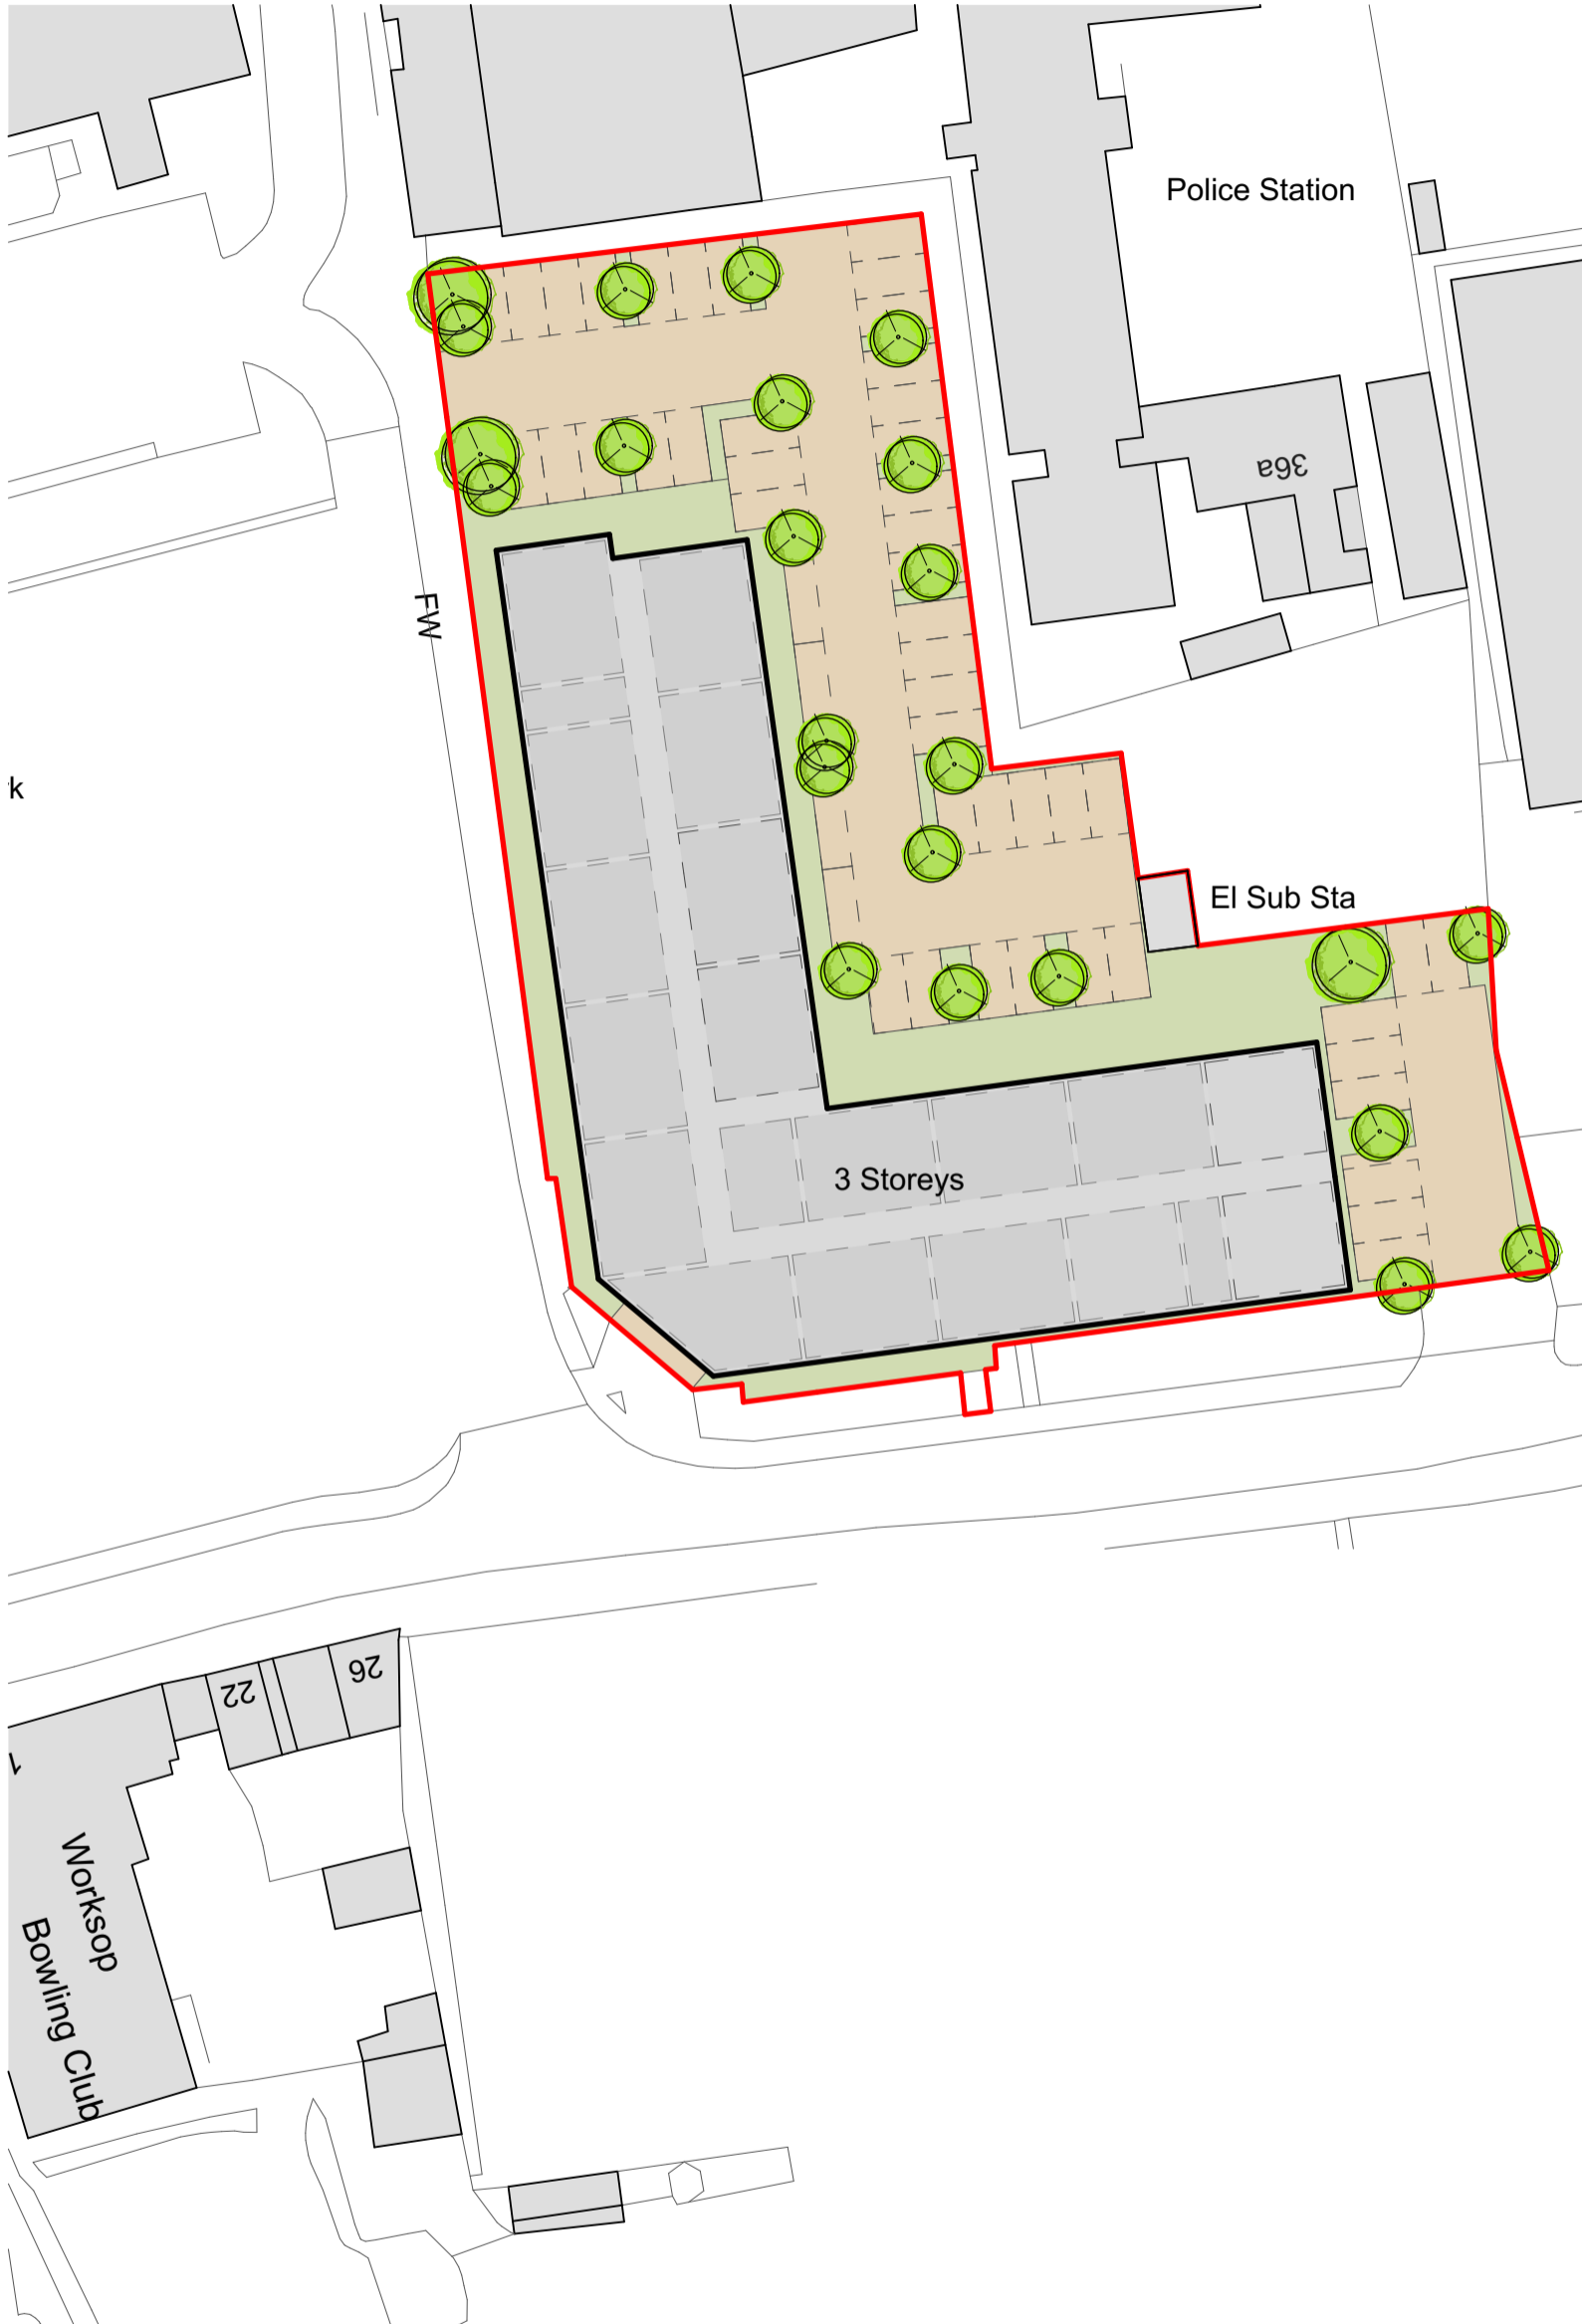 Police Station
36a
FW
k
El Sub Sta
3 Storeys
26
22
Worksop
Bowling Club